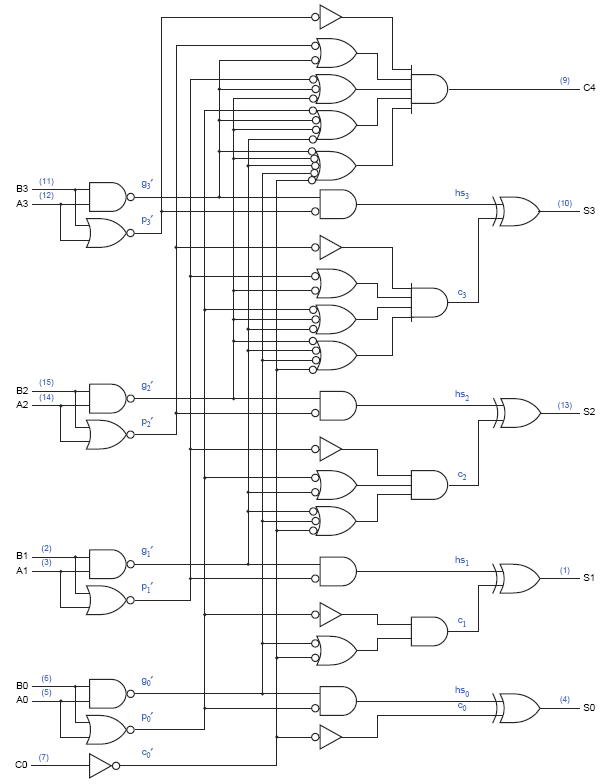 (9) C4
B3 (11) g3′ hs3 (10) S3
A3 (12)
p3′
c3
B2 (15) g2′ hs2 (13) S2
A2 (14)
p2′
c2
B1 (2) g1′ hs1 (1) S1
A1 (3)
p1′
c1
B0 (6) g0′ hs0 (4) S0
A0 (5) c0
p0′
C0 (7) c0′